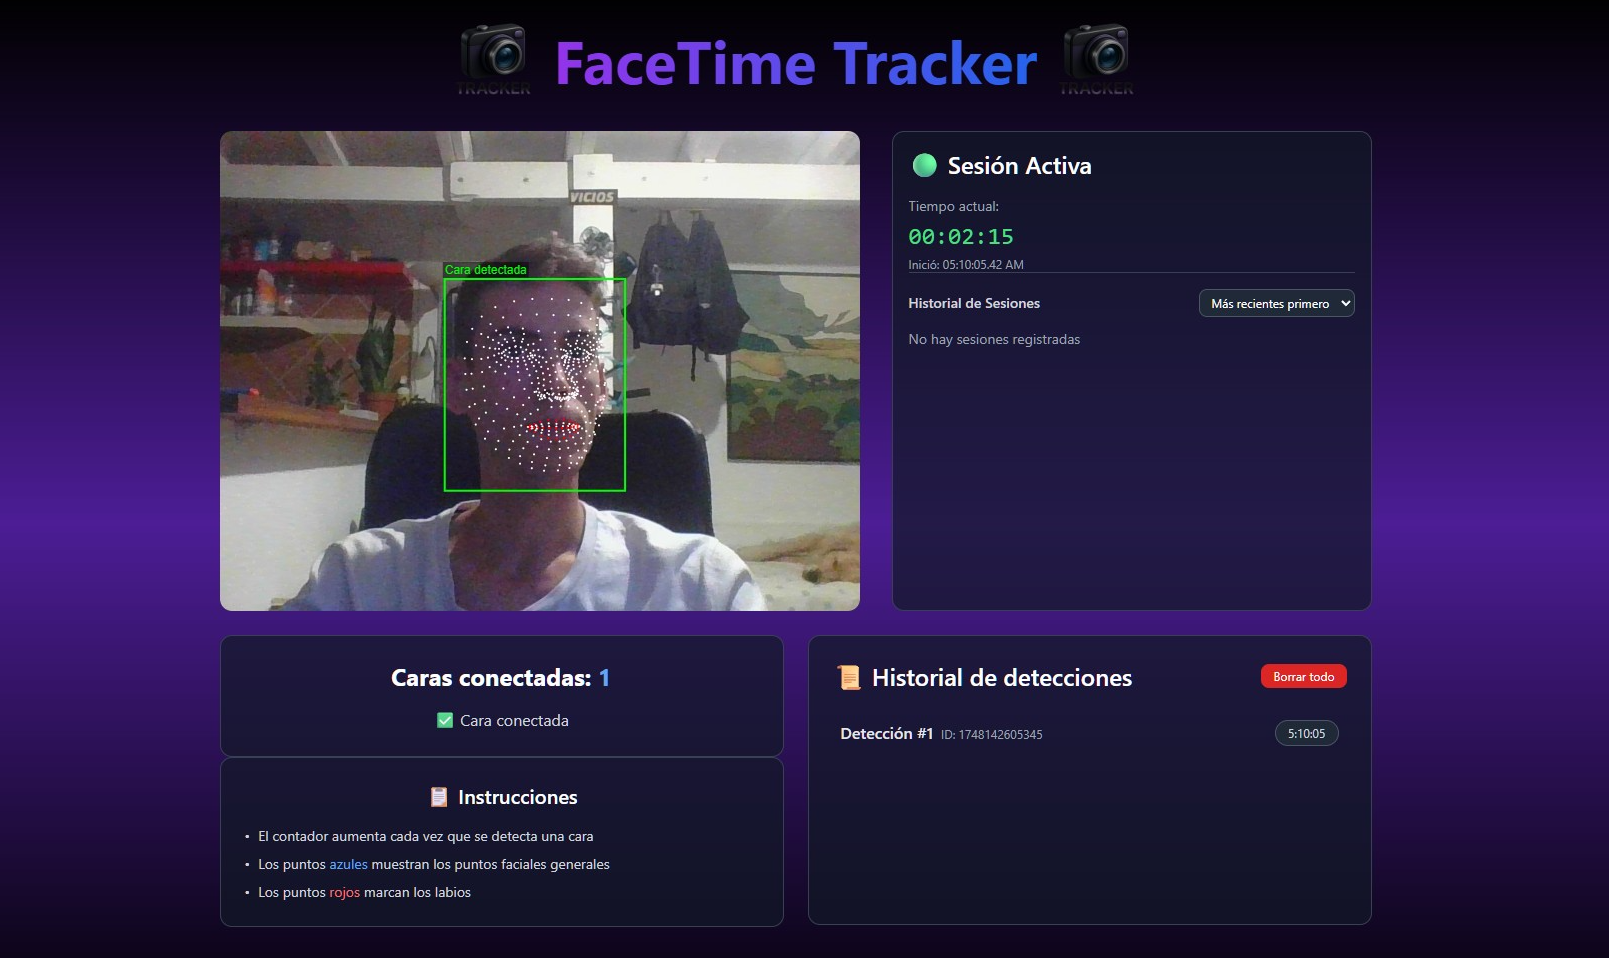 TRACKER
FaceTime Tracker
TRACKER
VICIOS
Cara detectada
Sesión Activa
Tiempo actual:
00:02:15
Inició: 05:10:05.42 AM
Historial de Sesiones
Más recientes primero
No hay sesiones registradas
Caras conectadas: 1
Cara conectada
Instrucciones
• El contador aumenta cada vez que se detecta una cara
• Los puntos azules muestran los puntos faciales generales
• Los puntos rojos marcan los labios
Historial de detecciones
Borrar todo
Detección #1 ID: 1748142605345
5:10:05